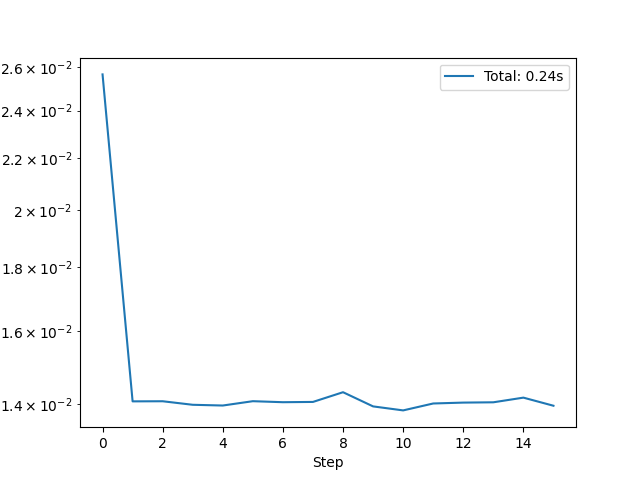 Total: 0.24s
2.6 × 10⁻²
2.4 × 10⁻²
2.2 × 10⁻²
2 × 10⁻²
1.8 × 10⁻²
1.6 × 10⁻²
1.4 × 10⁻²
0 2 4 6 8 10 12 14
Step